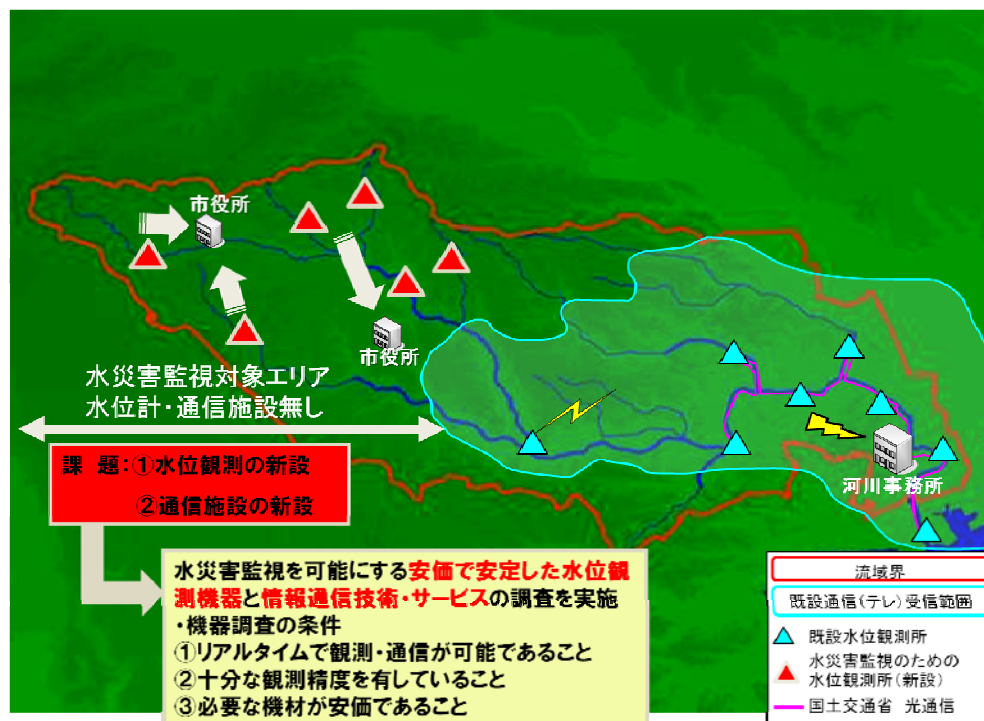 市役所
市役所
水災害監視対象エリア
水位計・通信施設無し
課 題：①水位観測の新設
②通信施設の新設
河川事務所
水災害監視を可能にする安価で安定した水位観
測機器と情報通信技術・サービスの調査を実施
・機器調査の条件
①リアルタイムで観測・通信が可能であること
②十分な観測精度を有していること
③必要な機材が安価であること
流域界
既設通信(テレ)受信範囲
既設水位観測所
水災害監視のための
水位観測所(新設)
国土交通省 光通信